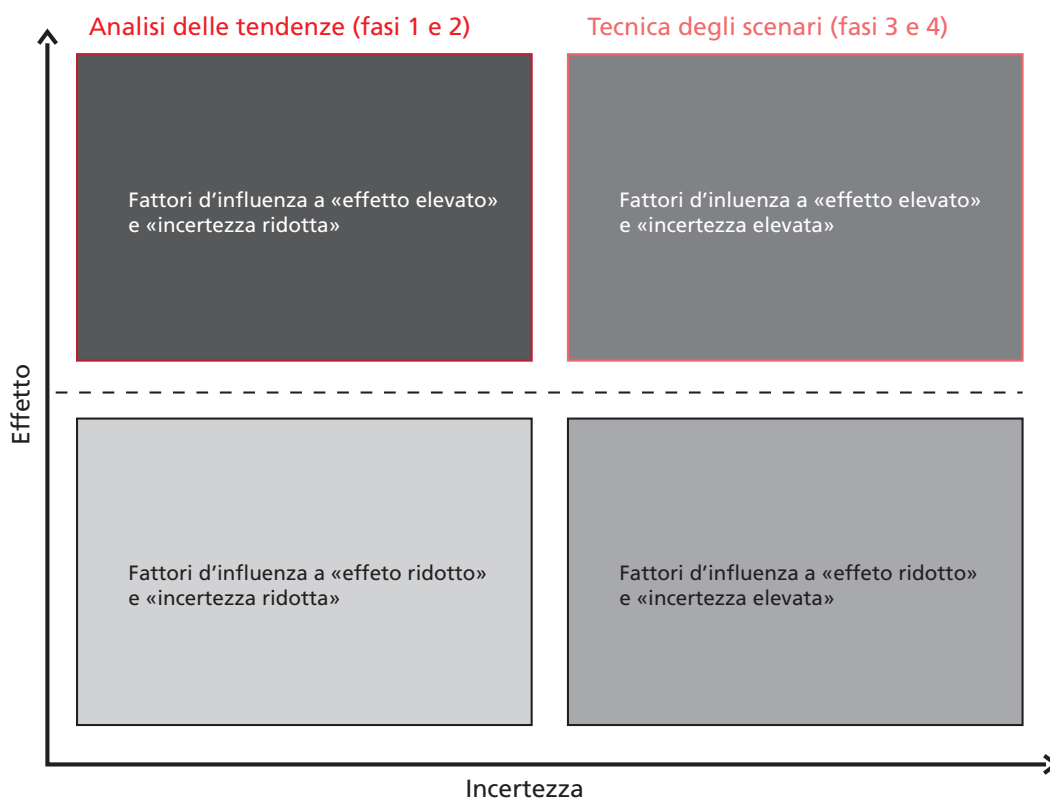 Analisi delle tendenze (fasi 1 e 2)
Tecnica degli scenari (fasi 3 e 4)
Fattori d’influenza a «effetto elevato»
e «incertezza ridotta»
Fattori d’inluenza a «effetto elevato»
e «incertezza elevata»
Effetto
Fattori d’influenza a «effeto ridotto»
e «incertezza ridotta»
Fattori d’influenza a «effeto ridotto»
e «incertezza elevata»
Incertezza